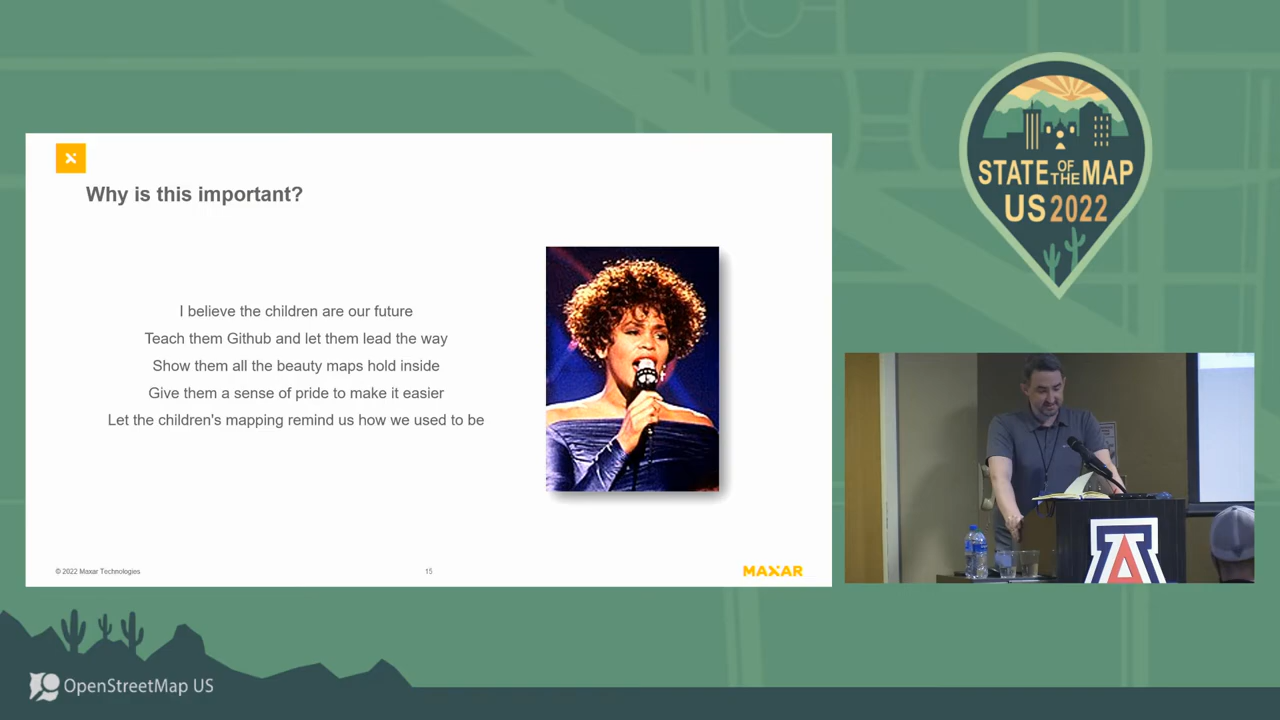 Why is this important?
I believe the children are our future
Teach them Github and let them lead the way
Show them all the beauty maps hold inside
Give them a sense of pride to make it easier
Let the children's mapping remind us how we used to be
© 2022 Maxar Technologies
15
MAXAR
STATE OF THE MAP
US 2022
A
OpenStreetMap US